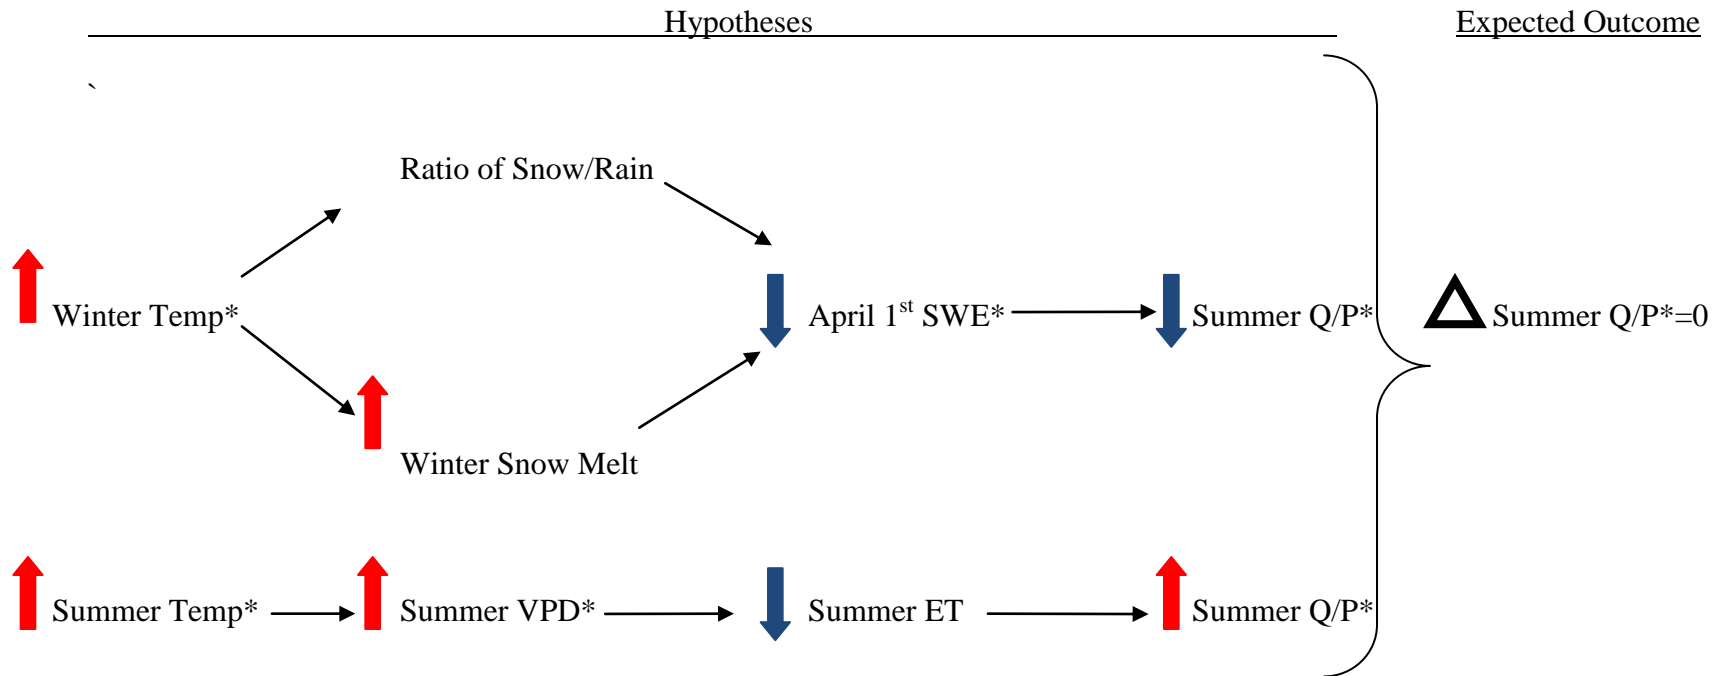 Hypotheses Expected Outcome
`
Ratio of Snow/Rain
Winter Temp* April 1st SWE* Summer Q/P* Summer Q/P*=0
Winter Snow Melt
Summer Temp* Summer VPD* Summer ET Summer Q/P*